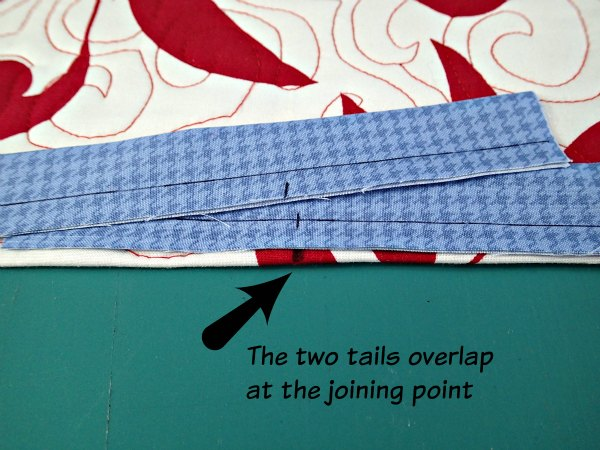 The two tails overlap
at the joining point